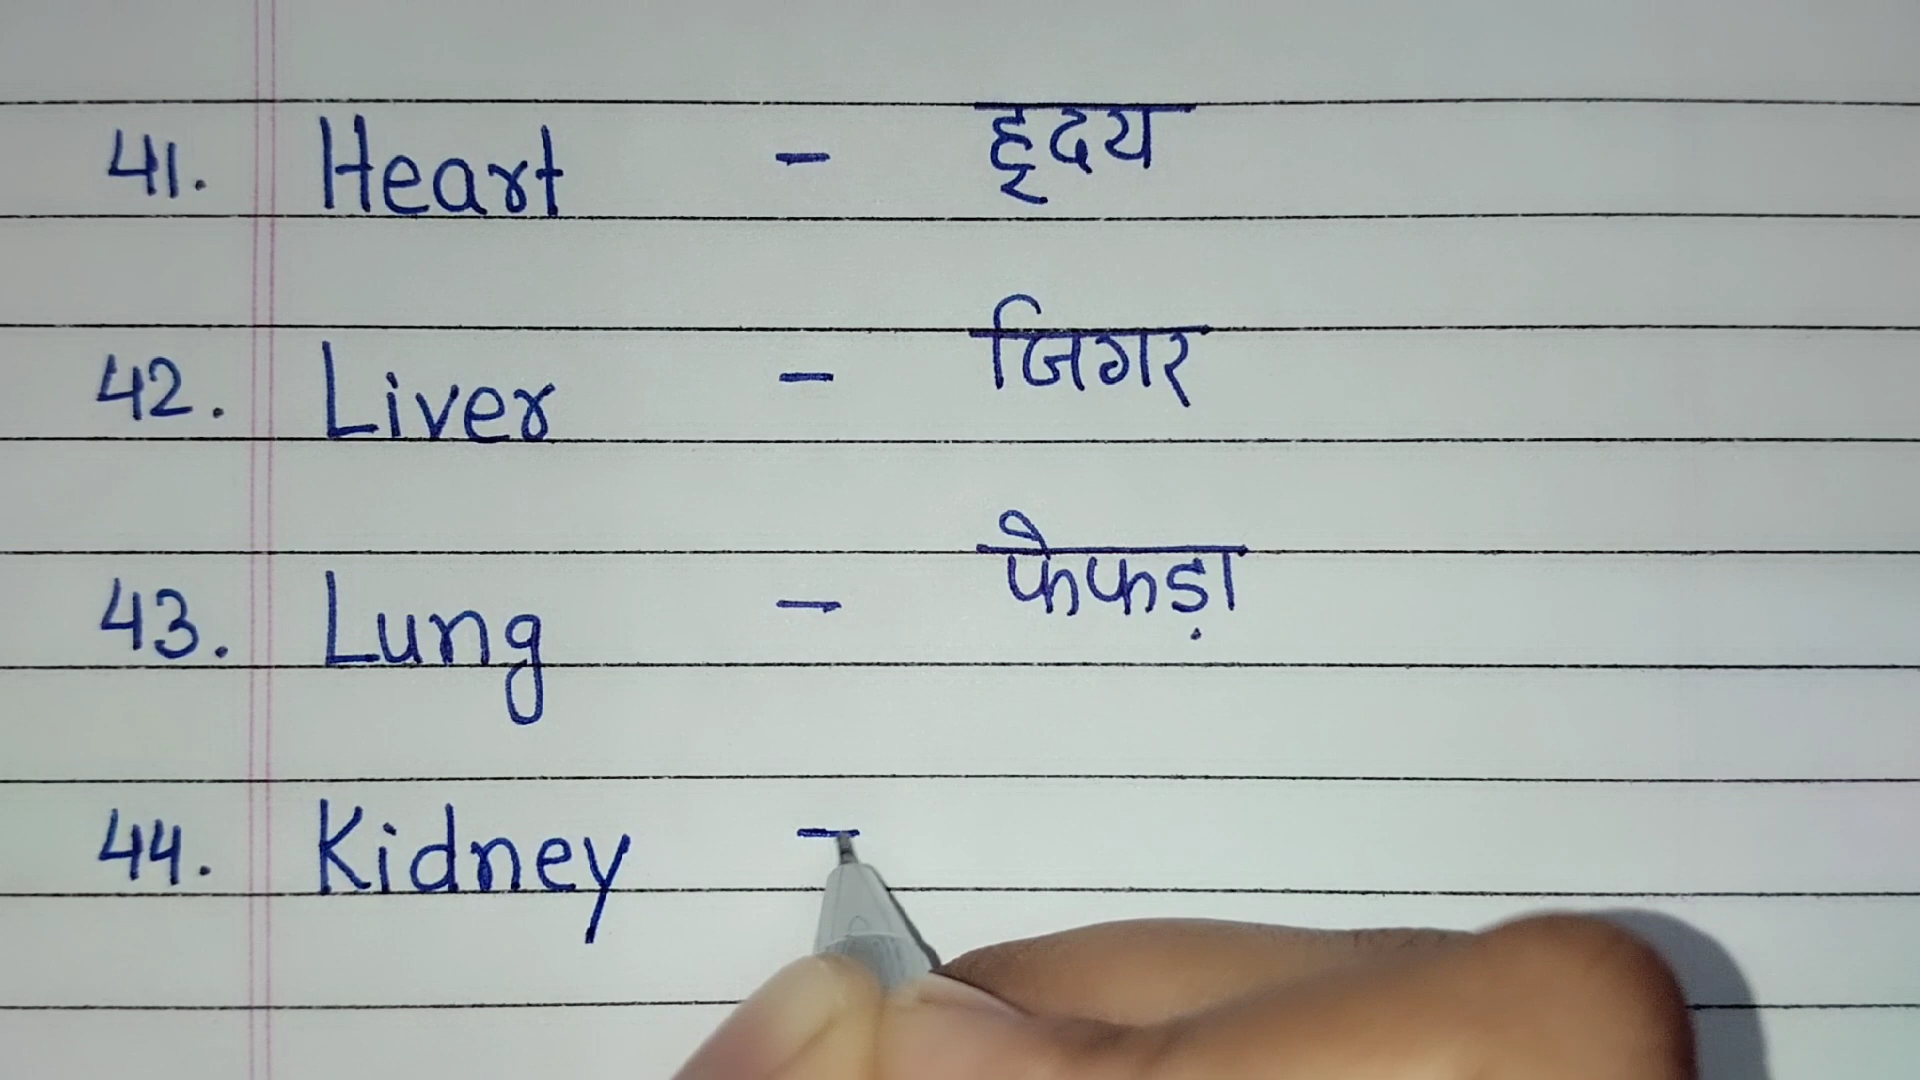 41. Heart - हृदय
42. Liver - जिगर
43. Lung - फैफड़ा
44. Kidney -